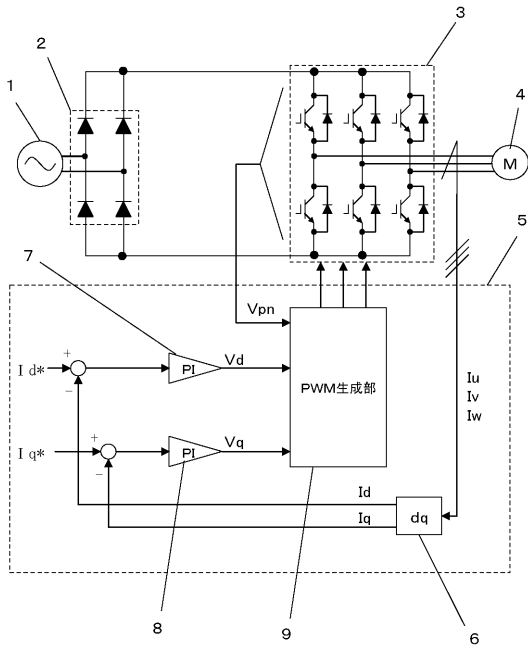 3
2
1
4
M
5
7
Vpn
Vd
I d*
+
−
PI
PWM生成部
Iu
Iv
Iw
Vq
I q*
+
−
PI
Id
Iq
dq
8
9
6